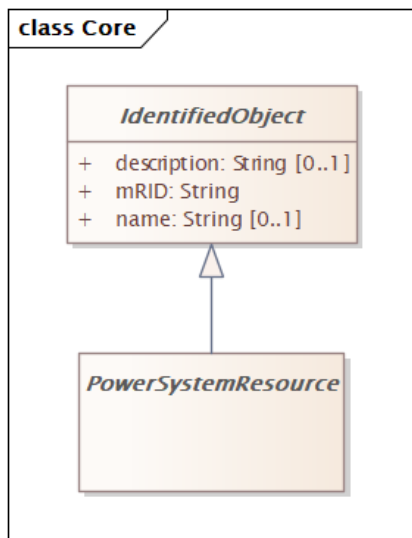 class Core
IdentifiedObject
+ description: String [0..1]
+ mRID: String
+ name: String [0..1]
PowerSystemResource